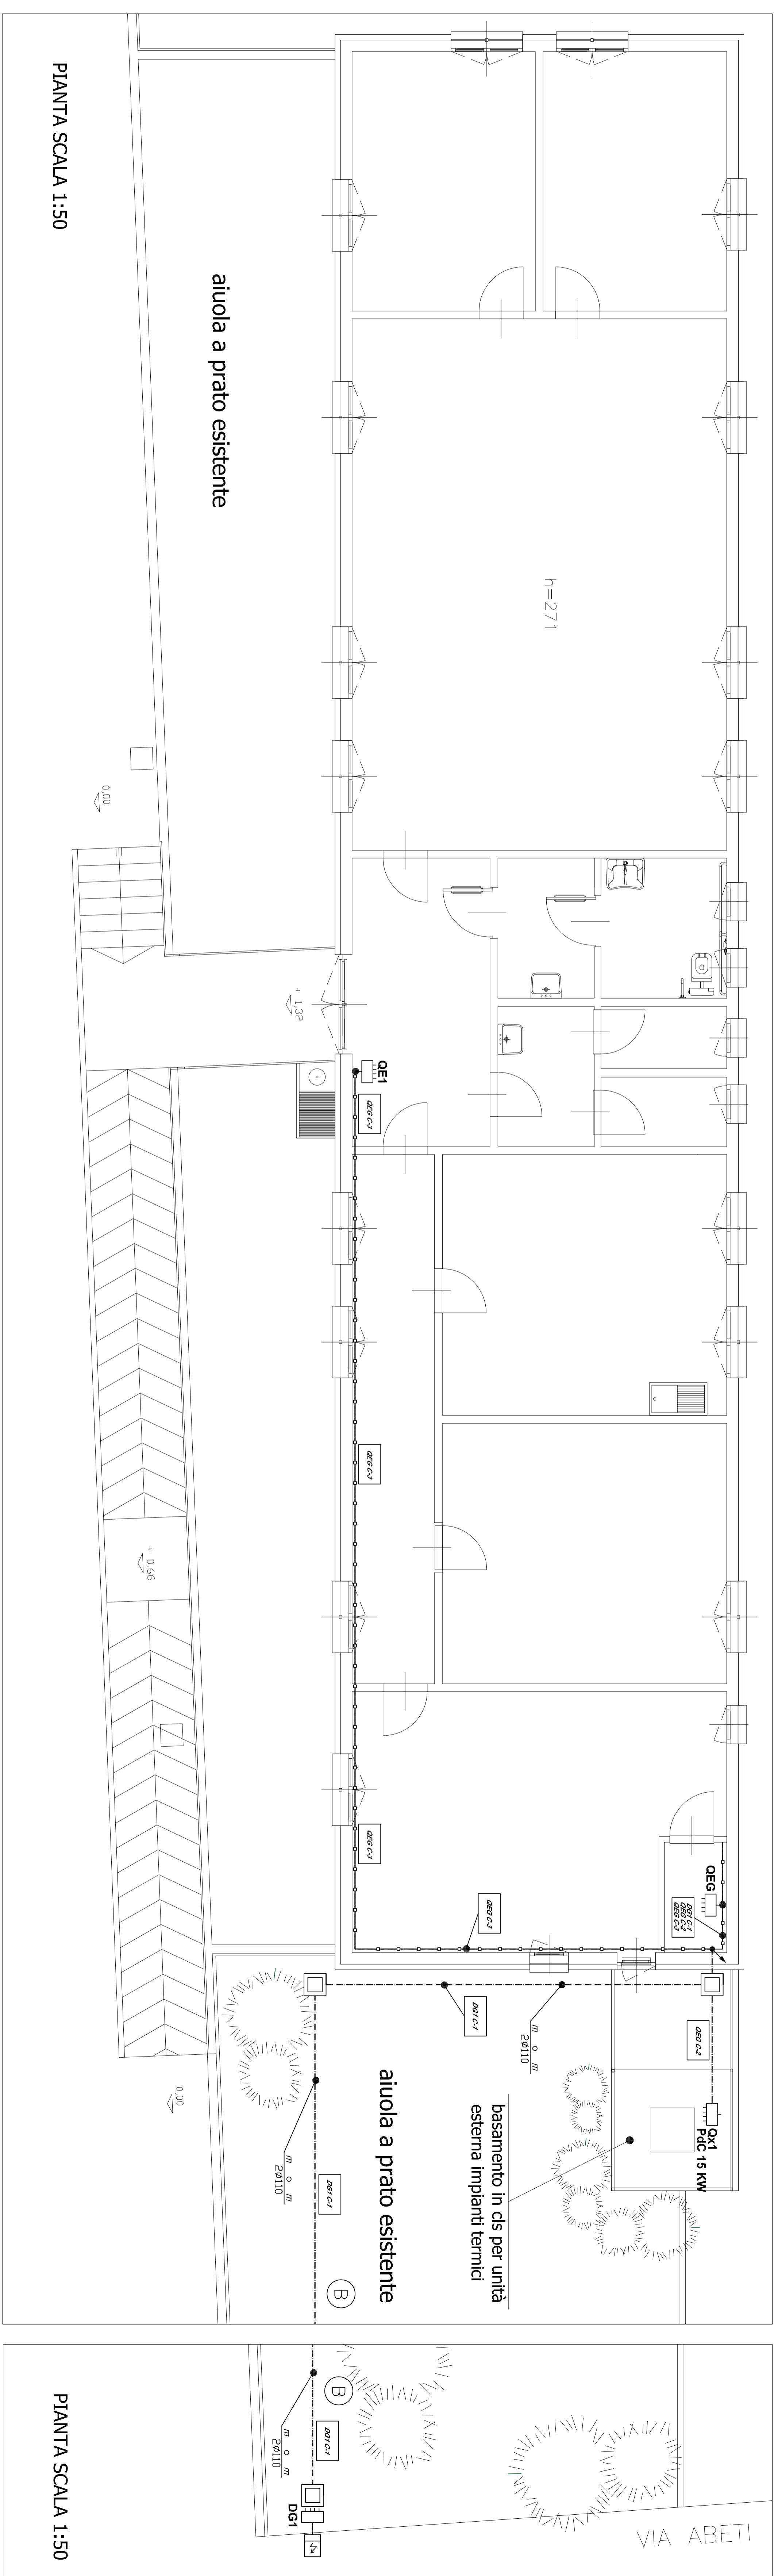 PIANTA SCALA 1:50
aiuola a prato esistente
h=271
0,00
+ 1,32
QE1
QEG C-3
QEG C-3
+ 0,66
QEG C-3
QEG C-3
QEG
DG1 C-1
QEG C-2
QEG C-3
DG1 C-1
m o m
2Ø110
QEG C-2
Qx1
PdC 15 KW
basamento in cls per unità
esterna impianti termici
aiuola a prato esistente
0,00
m o m
2Ø110
DG1 C-1
B
B
m o m
2Ø110
DG1 C-1
DG1
VIA ABETI
PIANTA SCALA 1:50